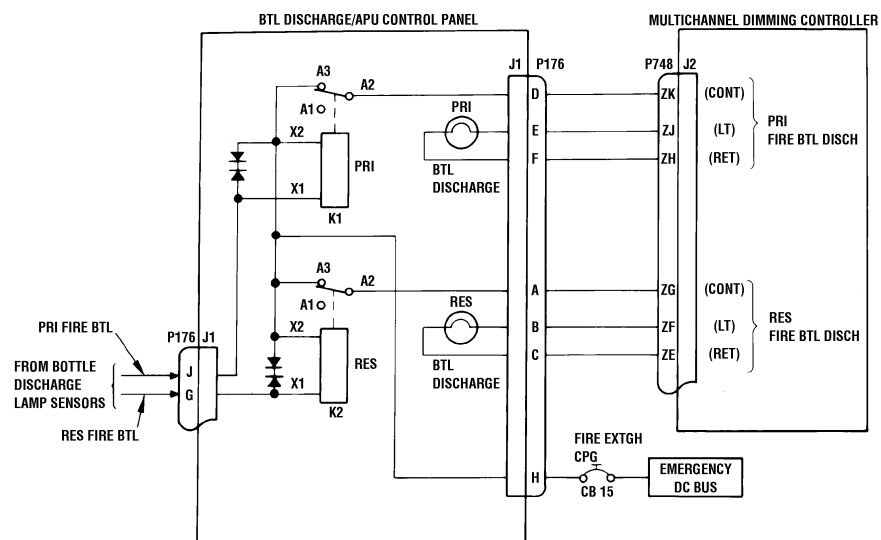 BTL DISCHARGE/APU CONTROL PANEL
MULTICHANNEL DIMMING CONTROLLER
J1 P176
P748 J2
A3
A2
A1
D
ZK
(CONT)
PRI
X2
E
ZJ
(LT)
PRI
FIRE BTL DISCH
F
ZH
(RET)
PRI
BTL
DISCHARGE
X1
K1
A3
A2
A
ZG
(CONT)
A1
RES
RES
FIRE BTL DISCH
X2
B
ZF
(LT)
PRI FIRE BTL
P176 J1
C
ZE
(RET)
RES
BTL
DISCHARGE
FROM BOTTLE
DISCHARGE
LAMP SENSORS
J
G
X1
K2
RES FIRE BTL
FIRE EXTGH
CPG
H
CB 15
EMERGENCY
DC BUS